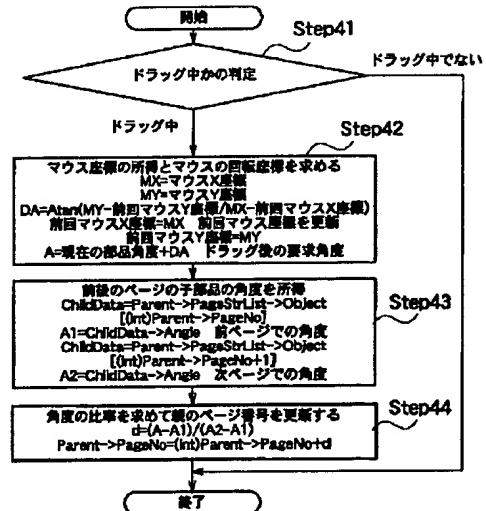 開始
Step41
ドラッグ中かの判定
ドラッグ中でない
ドラッグ中
Step42
マウス座標の所得とマウスの回転座標を求める
MX=マウスX座標
MY=マウスY座標
DA=Atan(MY-前回マウスY座標/MX-前回マウスX座標)
前回マウスX座標=MX 前回マウス座標を更新
前回マウスY座標=MY
A=現在の部品角度+DA ドラッグ後の要求角度
Step43
前後のページの子部品の角度を所得
ChildData=Parent->PageStrList->Object
[(int)Parent->PageNo]
A1=ChildData->Angle 前ページでの角度
ChildData=Parent->PageStrList->Object
[(int)Parent->PageNo+1]
A2=ChildData->Angle 次ページでの角度
Step44
角度の比率を求めて親のページ番号を更新する
d=(A-A1)/(A2-A1)
Parent->PageNo=(int)Parent->PageNo+d
終了